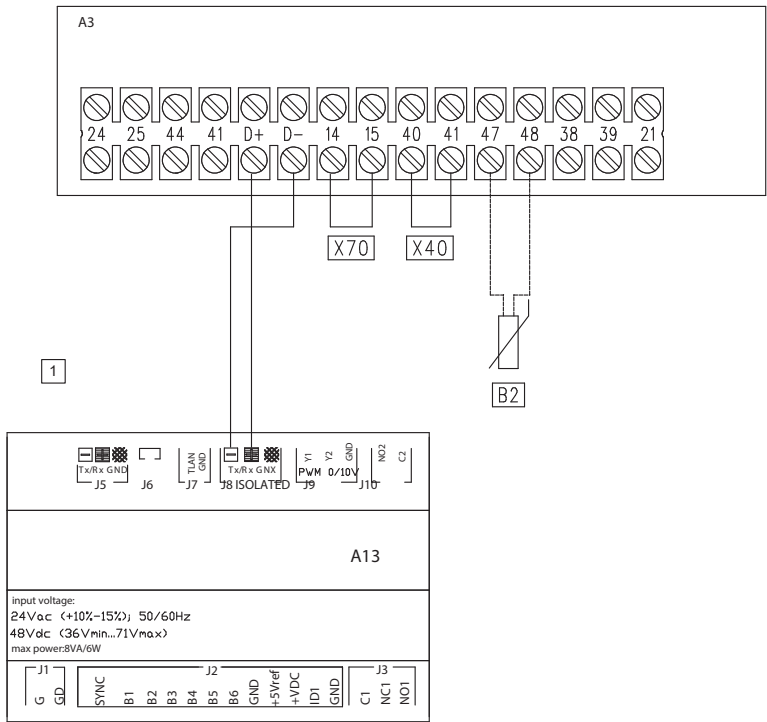 A3
24 25 44 41 D+ D- 14 15 40 41 47 48 38 39 21
X70 X40
B2
1
Tx/Rx GND
J5
J6
TLAN
GND
J7
Tx/Rx GNX
J8 ISOLATED
Y1
Y2
GND
PWM 0/10V
J9
NO2
C2
J10
A13
input voltage:
24Vac (+10%-15%); 50/60Hz
48Vdc (36Vmin...71Vmax)
max power:8VA/6W
J1
G
GD
J2
SYNC
B1
B2
B3
B4
B5
B6
GND
+5Vref
+VDC
ID1
GND
J3
C1
NC1
NO1